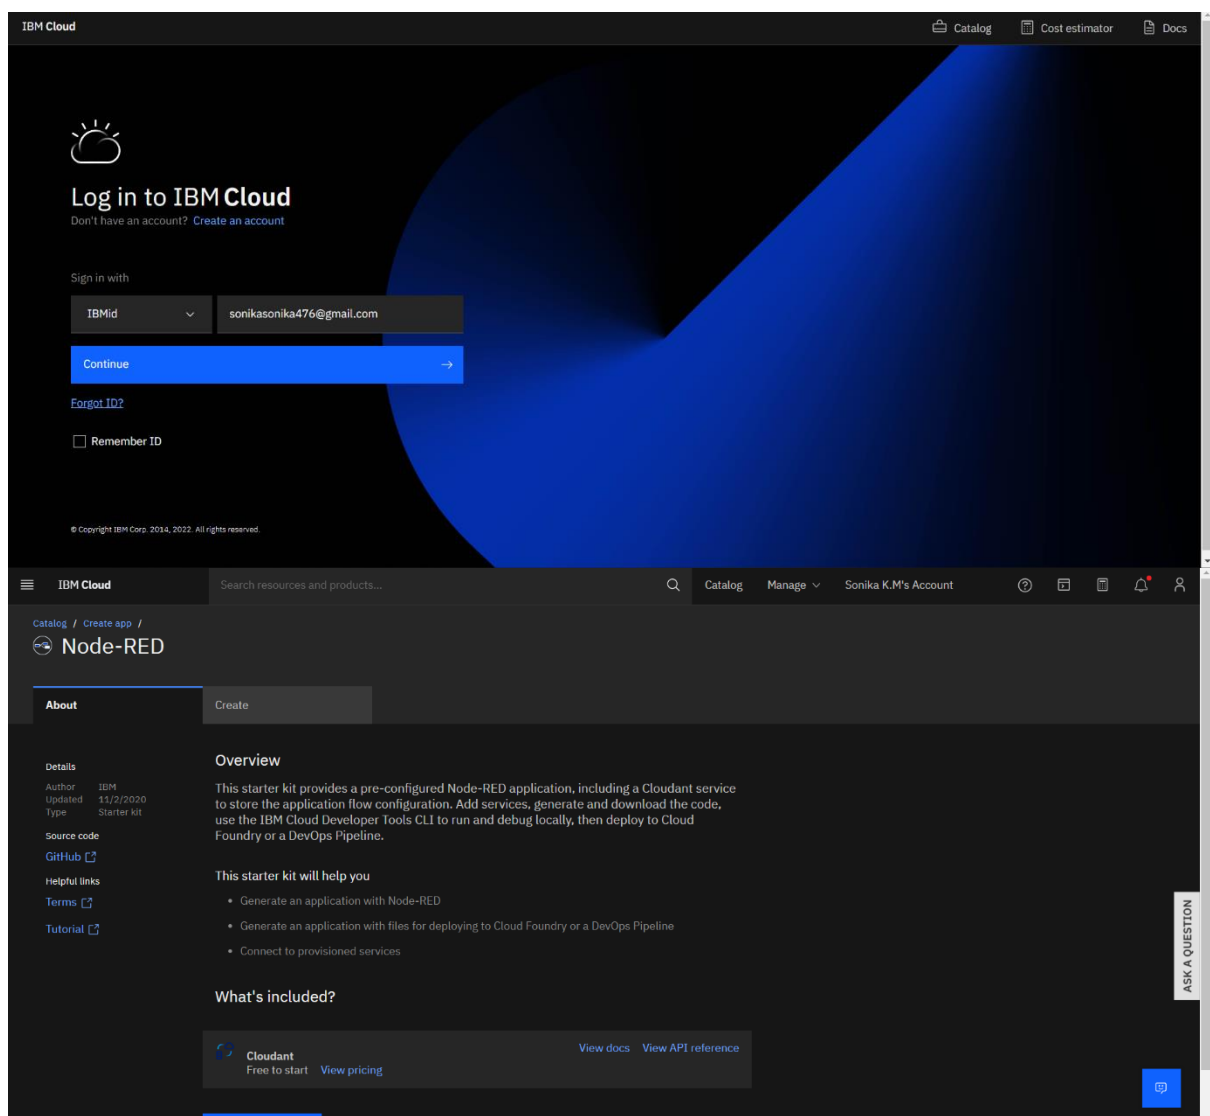 IBM Cloud
Catalog
Cost estimator
Docs
Log in to IBM Cloud
Don't have an account? Create an account
Sign in with
IBMid
sonikasonika476@gmail.com
Continue
Forgot ID?
Remember ID
© Copyright IBM Corp. 2014, 2022. All rights reserved.
IBM Cloud
Search resources and products...
Catalog
Manage
Sonika K.M's Account
Catalog / Create app /
Node-RED
About
Create
Details
Author IBM
Updated 11/2/2020
Type Starter kit
Source code
GitHub
Helpful links
Terms
Tutorial
Overview
This starter kit provides a pre-configured Node-RED application, including a Cloudant service
to store the application flow configuration. Add services, generate and download the code,
use the IBM Cloud Developer Tools CLI to run and debug locally, then deploy to Cloud
Foundry or a DevOps Pipeline.
This starter kit will help you
• Generate an application with Node-RED
• Generate an application with files for deploying to Cloud Foundry or a DevOps Pipeline
• Connect to provisioned services
What's included?
Cloudant
Free to start View pricing
View docs View API reference
ASK A QUESTION